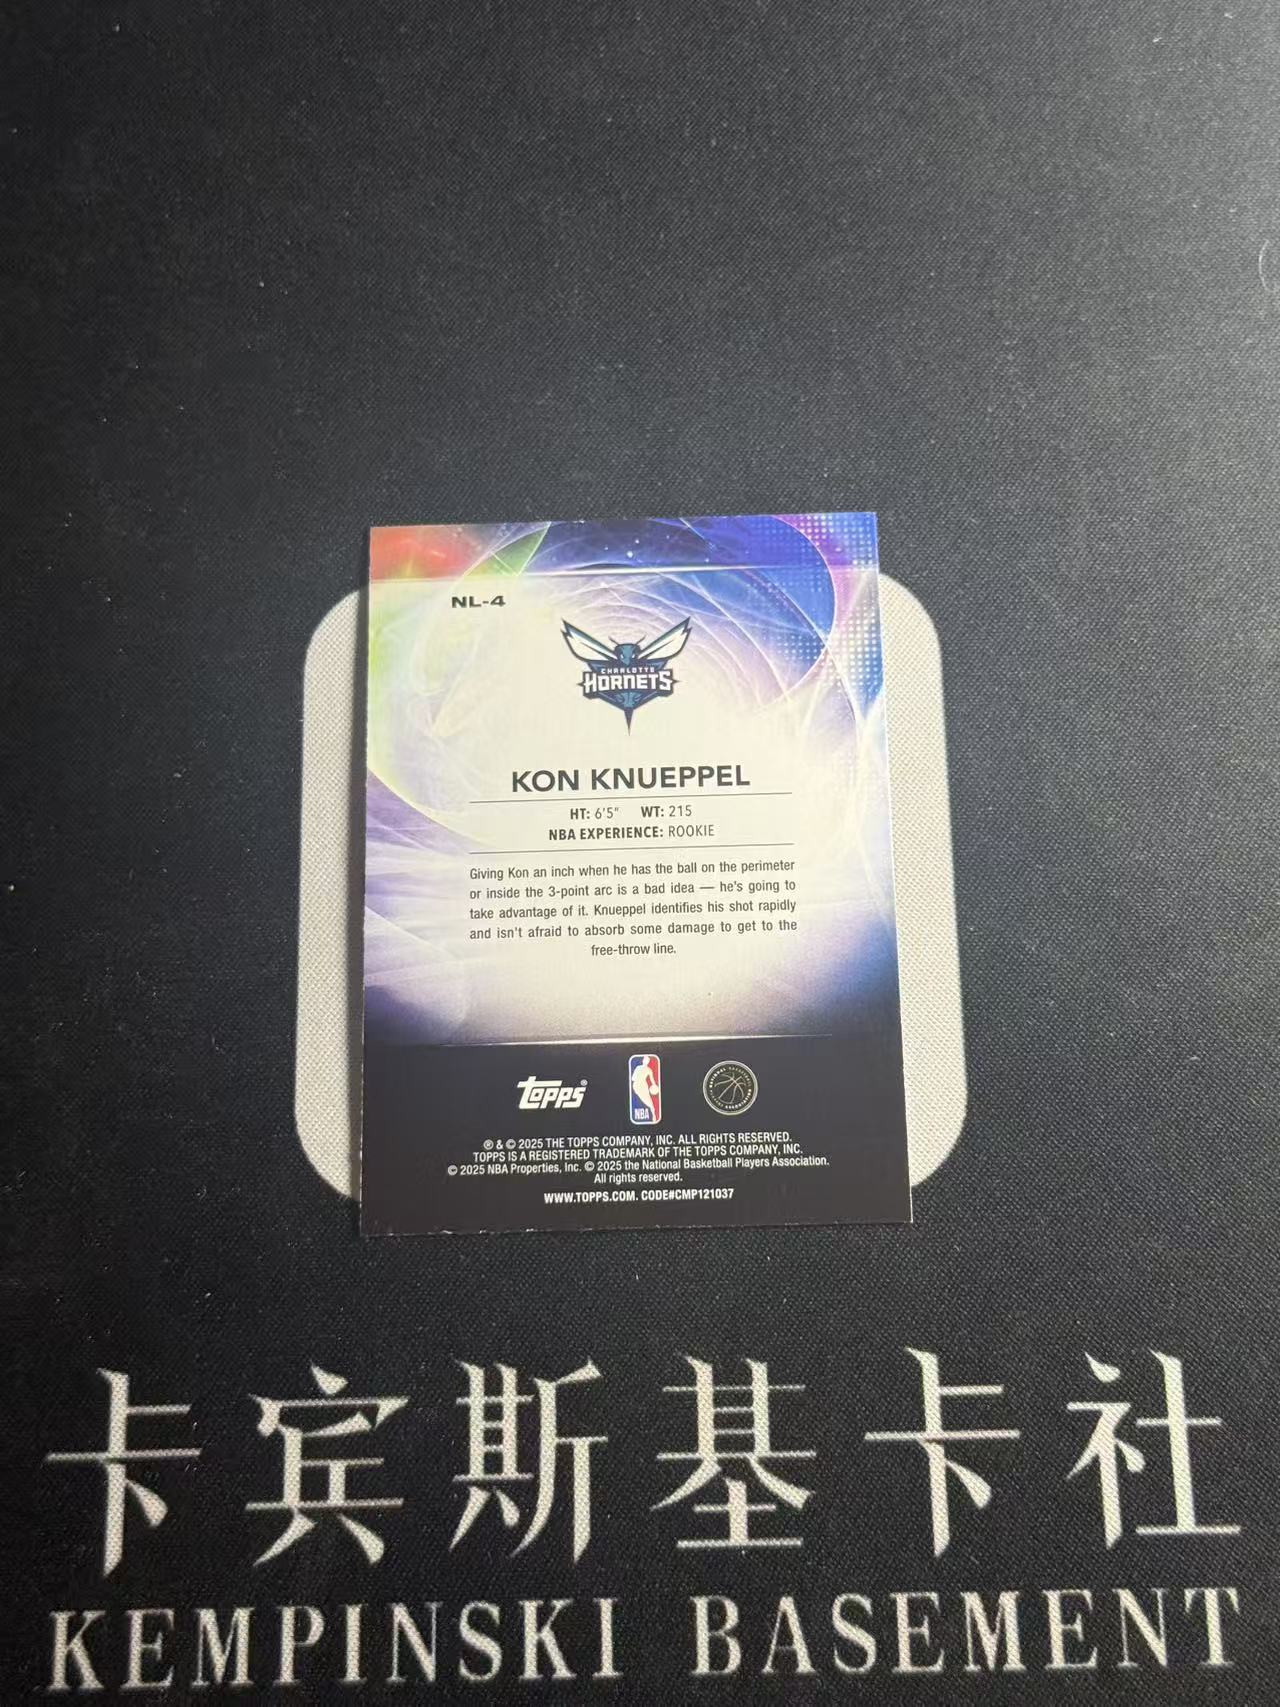 NL-4
CHARLOTTE
HORNETS
KON KNUEPPEL
HT: 6'5" WT: 215
NBA EXPERIENCE: ROOKIE
Giving Kon an inch when he has the ball on the perimeter
or inside the 3-point arc is a bad idea — he's going to
take advantage of it. Knueppel identifies his shot rapidly
and isn't afraid to absorb some damage to get to the
free-throw line.
topps®
NBA
® & © 2025 THE TOPPS COMPANY, INC. ALL RIGHTS RESERVED.
TOPPS IS A REGISTERED TRADEMARK OF THE TOPPS COMPANY, INC.
© 2025 NBA Properties, Inc. © 2025 the National Basketball Players Association.
All rights reserved.
WWW.TOPPS.COM. CODE#CMP121037
卡宾斯基卡社
KEMPINSKI BASEMENT